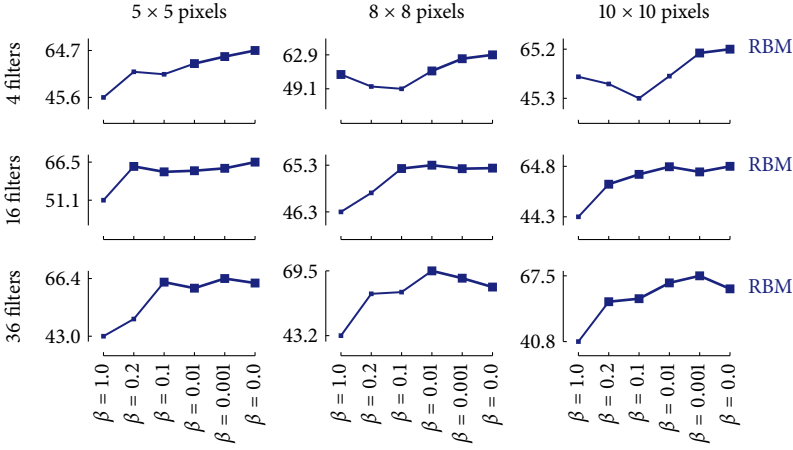 5 × 5 pixels 8 × 8 pixels 10 × 10 pixels
4 filters
64.7
45.6
62.9
49.1
65.2
45.3
RBM
16 filters
66.5
51.1
65.3
46.3
64.8
44.3
RBM
36 filters
66.4
43.0
69.5
43.2
67.5
40.8
RBM
β = 1.0
β = 0.2
β = 0.1
β = 0.01
β = 0.001
β = 0.0
β = 1.0
β = 0.2
β = 0.1
β = 0.01
β = 0.001
β = 0.0
β = 1.0
β = 0.2
β = 0.1
β = 0.01
β = 0.001
β = 0.0